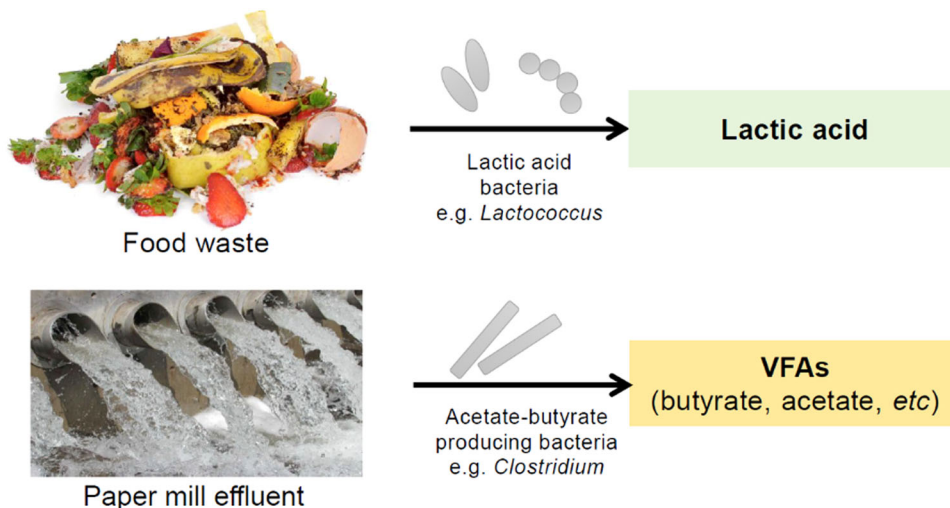 Lactic acid
bacteria
e.g. Lactococcus
Lactic acid
Food waste
Acetate-butyrate
producing bacteria
e.g. Clostridium
VFAs
(butyrate, acetate, etc)
Paper mill effluent